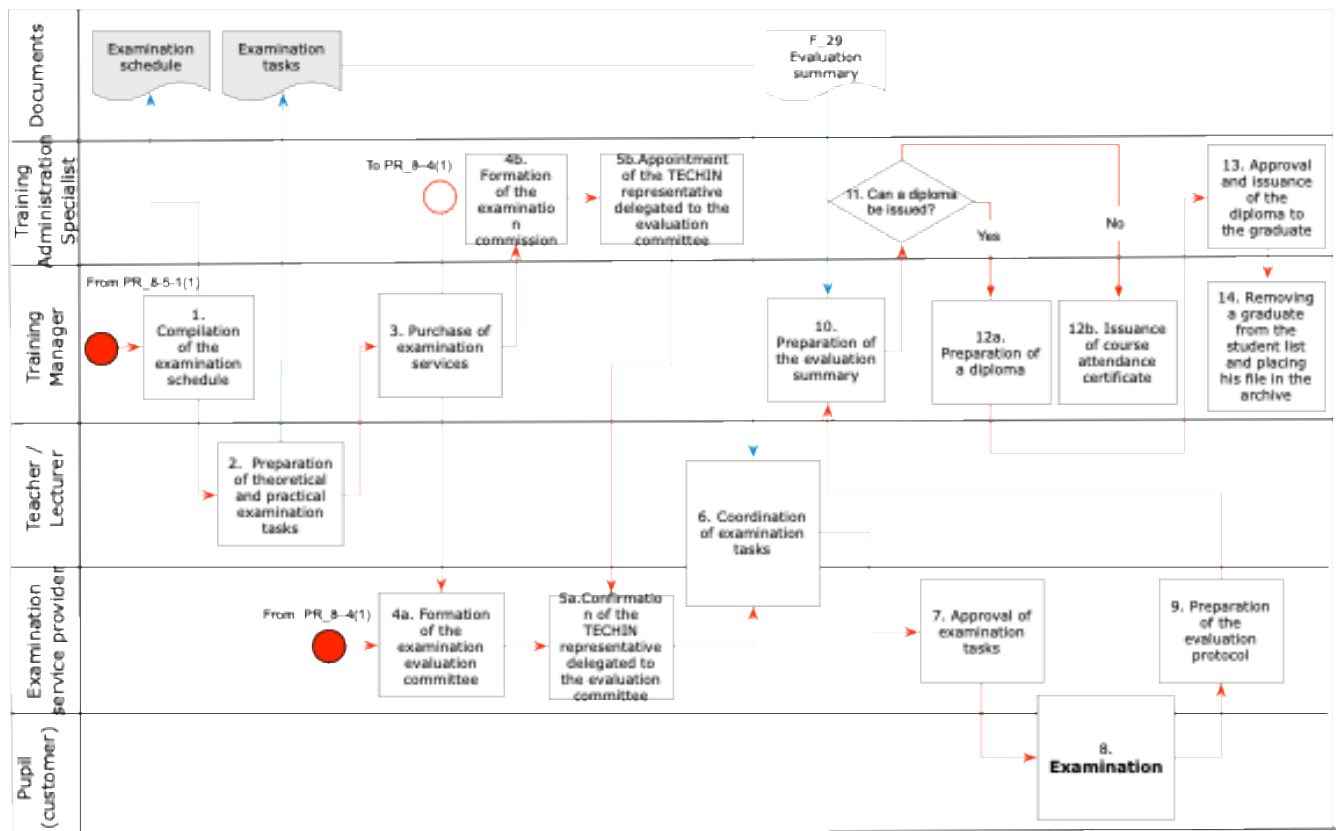 Documents
Examination
schedule
Examination
tasks
F_29
Evaluation
summary
Training
Administration
Specialist
To PR_8-4(1)
4b.
Formation
of the
examinatio
n
commission
5b.Appointment
of the TECHIN
representative
delegated to the
evaluation
committee
11. Can a diploma
be issued?
Yes
No
13. Approval
and issuance
of the
diploma to
the graduate
Training
Manager
From PR_8-5-1(1)
1.
Compilation
of the
examination
schedule
3. Purchase of
examination
services
10.
Preparation of
the evaluation
summary
12a.
Preparation of
a diploma
12b. Issuance
of course
attendance
certificate
14. Removing
a graduate
from the
student list
and placing
his file in the
archive
Teacher /
Lecturer
2. Preparation
of theoretical
and practical
examination
tasks
6. Coordination
of examination
tasks
Examination
service provider
From PR_8-4(1)
4a. Formation
of the
examination
evaluation
committee
5a.Confirmatio
n of the
TECHIN
representative
delegated to
the evaluation
committee
7. Approval of
examination
tasks
9. Preparation
of the
evaluation
protocol
Pupil
(customer)
8.
Examination